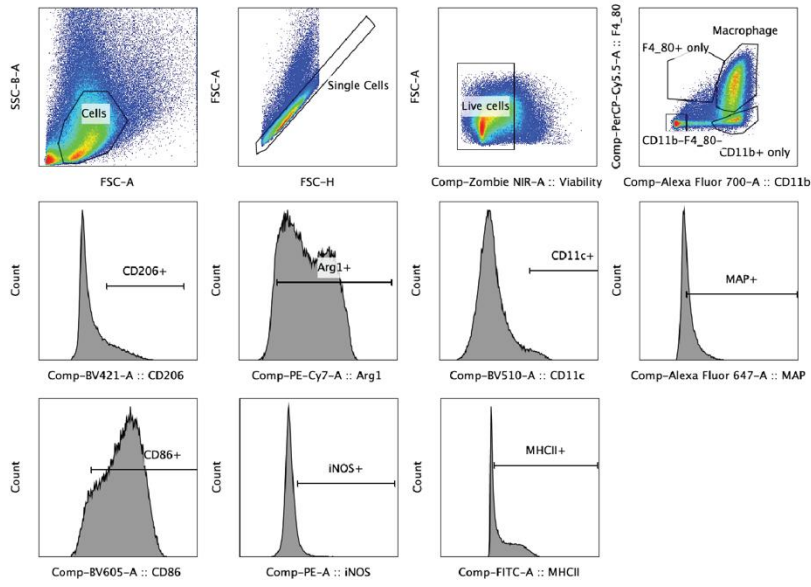 SSC-B-A
Cells
FSC-A
FSC-A
Single Cells
FSC-H
FSC-A
Live cells
Comp-Zombie NIR-A :: Viability
Comp-PerCP-Cy5.5-A :: F4_80
Macrophage
F4_80+ only
CD11b-F4_80-
CD11b+ only
Comp-Alexa Fluor 700-A :: CD11b
Count
CD206+
Comp-BV421-A :: CD206
Count
Arg1+
Comp-PE-Cy7-A :: Arg1
Count
CD11c+
Comp-BV510-A :: CD11c
Count
MAP+
Comp-Alexa Fluor 647-A :: MAP
Count
CD86+
Comp-BV605-A :: CD86
Count
iNOS+
Comp-PE-A :: iNOS
Count
MHCII+
Comp-FITC-A :: MHCII